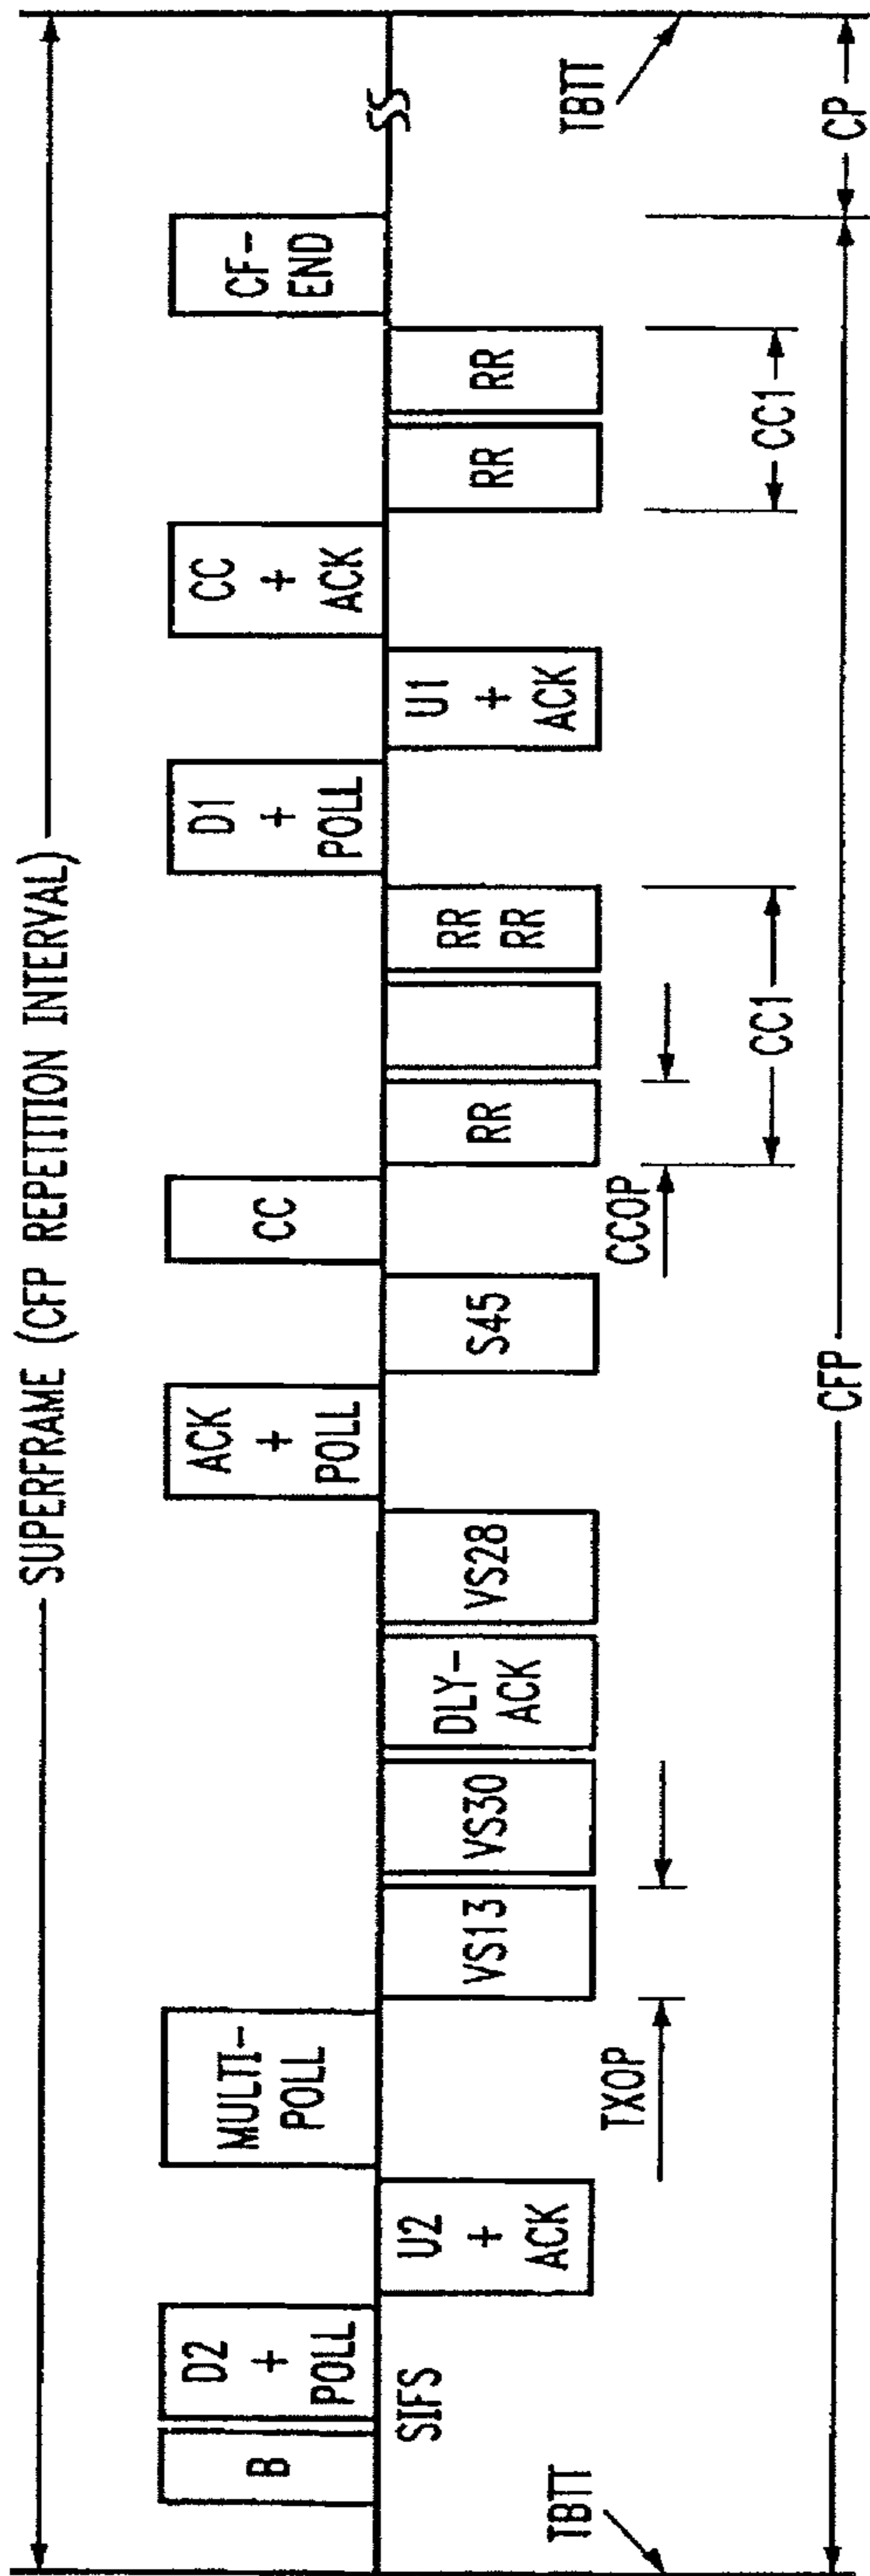 SUPERFRAME (CFP REPETITION INTERVAL)
B
D2
+
POLL
MULTI-
POLL
ACK
+
POLL
CC
D1
+
POLL
CC
+
ACK
CF-
END
SS
SIFS
U2
+
ACK
VS13
VS30
DLY-
ACK
VS28
S45
RR
RR
RR
U1
+
ACK
RR
RR
TBTT
TXOP
CCOP
TBTT
CC1
CC1
CFP
CP